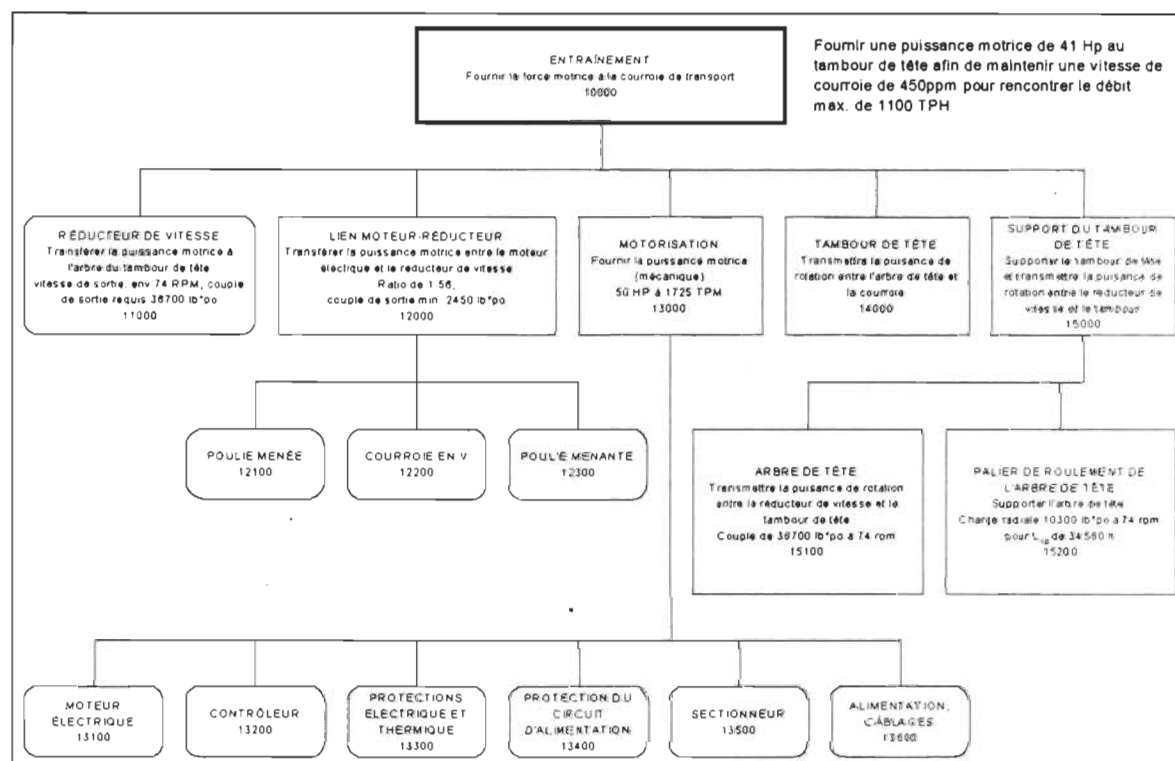 ENTRAÎNEMENT
Fournir la force motrice à la courroie de transport
10000
Fournir une puissance motrice de 41 Hp au
tambour de tête afin de maintenir une vitesse de
courroie de 450ppm pour rencontrer le débit
max. de 1100 TPH
RÉDUCTEUR DE VITESSE
Transférer la puissance motrice à
l'arbre du tambour de tête
vitesse de sortie, env 74 RPM, couple
de sortie requis 36700 lb*po
11000
LIEN MOTEUR-RÉDUCTEUR
Transférer la puissance motrice entre le moteur
électrique et le réducteur de vitesse
Ratio de 1 56,
couple de sortie min 2450 lb*po
12000
MOTORISATION
Fournir la puissance motrice
(mécanique)
50 HP à 1725 TPM
13000
TAMBOUR DE TÊTE
Transmettre la puisance de
rotation entre l'arbre de tête et
la courroie
14000
SUPPORT DU TAMBOUR
DE TÊTE
Supporter le tambour de tête
et transmettre la puisance de
rotation entre le réducteur de
vitesse et le tambour
15000
POULIE MENÉE
12100
COURROIE EN V
12200
POULIE MENANTE
12300
ARBRE DE TÊTE
Transmettre la puisance de rotation
entre la réducteur de vitesse et le
tambour de tête
Couple de 36700 lb*po à 74 rpm
15100
PALIER DE ROULEMENT DE
L'ARBRE DE TÊTE
Supporter l'arbre de tête
Charge radiale 10300 lb*po à 74 rpm
pour L10 de 34560 h
15200
MOTEUR
ÉLECTRIQUE
13100
CONTRÔLEUR
13200
PROTECTIONS
ÉLECTRIQUE ET
THERMIQUE
13300
PROTECTION DU
CIRCUIT
D'ALIMENTATION
13400
SECTIONNEUR
13500
ALIMENTATION,
CÂBLAGES
13600